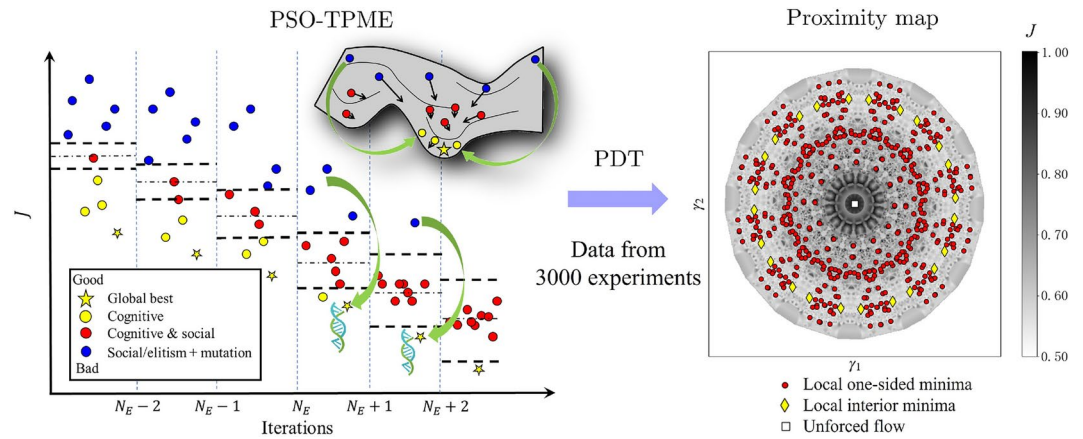 PSO-TPME
J
Good
Global best
Cognitive
Cognitive & social
Social/elitism + mutation
Bad
N_E − 2
N_E − 1
N_E
N_E + 1
N_E + 2
Iterations
PDT
Data from
3000 experiments
Proximity map
J
1.00
0.90
0.80
0.70
0.60
0.50
γ₂
γ₁
Local one-sided minima
Local interior minima
Unforced flow